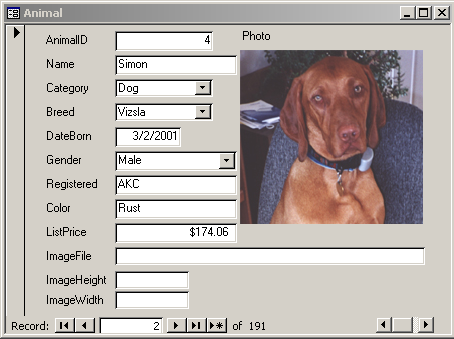 Animal
AnimalID 4
Photo
Name Simon
Category Dog
Breed Vizsla
DateBorn 3/2/2001
Gender Male
Registered AKC
Color Rust
ListPrice $174.06
ImageFile
ImageHeight
ImageWidth
Record: 2 of 191